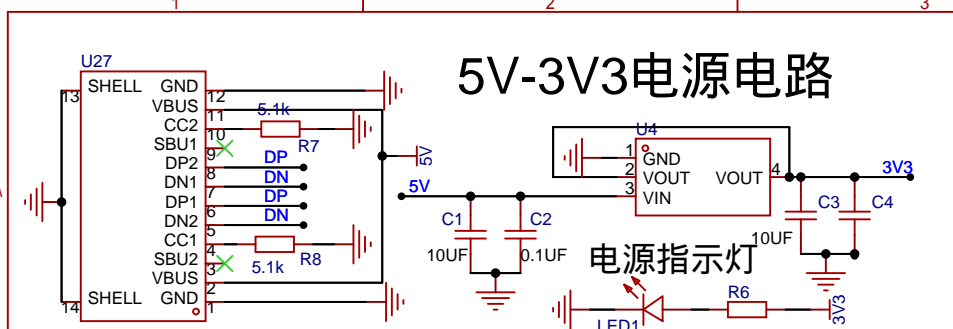 1
2
3
5V-3V3电源电路
U27
SHELL GND
13 12
VBUS
11
5.1k
CC2
10
R7
SBU1
9
DP2 DP
8
DN1 DN
7
DP1 DP
6
DN2 DN
5
CC1
4
5.1k R8
SBU2
3
VBUS
2
SHELL GND
14 1
5V
5V
U4
1 GND
2 VOUT VOUT 4
3 VIN
3V3
C1 C2
10UF 0.1UF
C3 C4
10UF
电源指示灯
LED1
R6
3V3